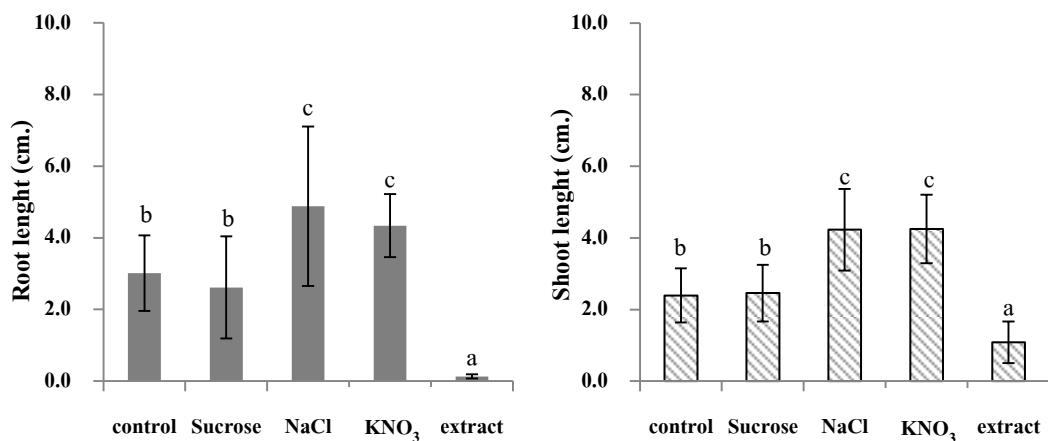 Root lenght (cm.)
10.0
8.0
6.0
4.0
2.0
0.0
b
b
c
c
a
control Sucrose NaCl KNO₃ extract
Shoot lenght (cm.)
10.0
8.0
6.0
4.0
2.0
0.0
b
b
c
c
a
control Sucrose NaCl KNO₃ extract